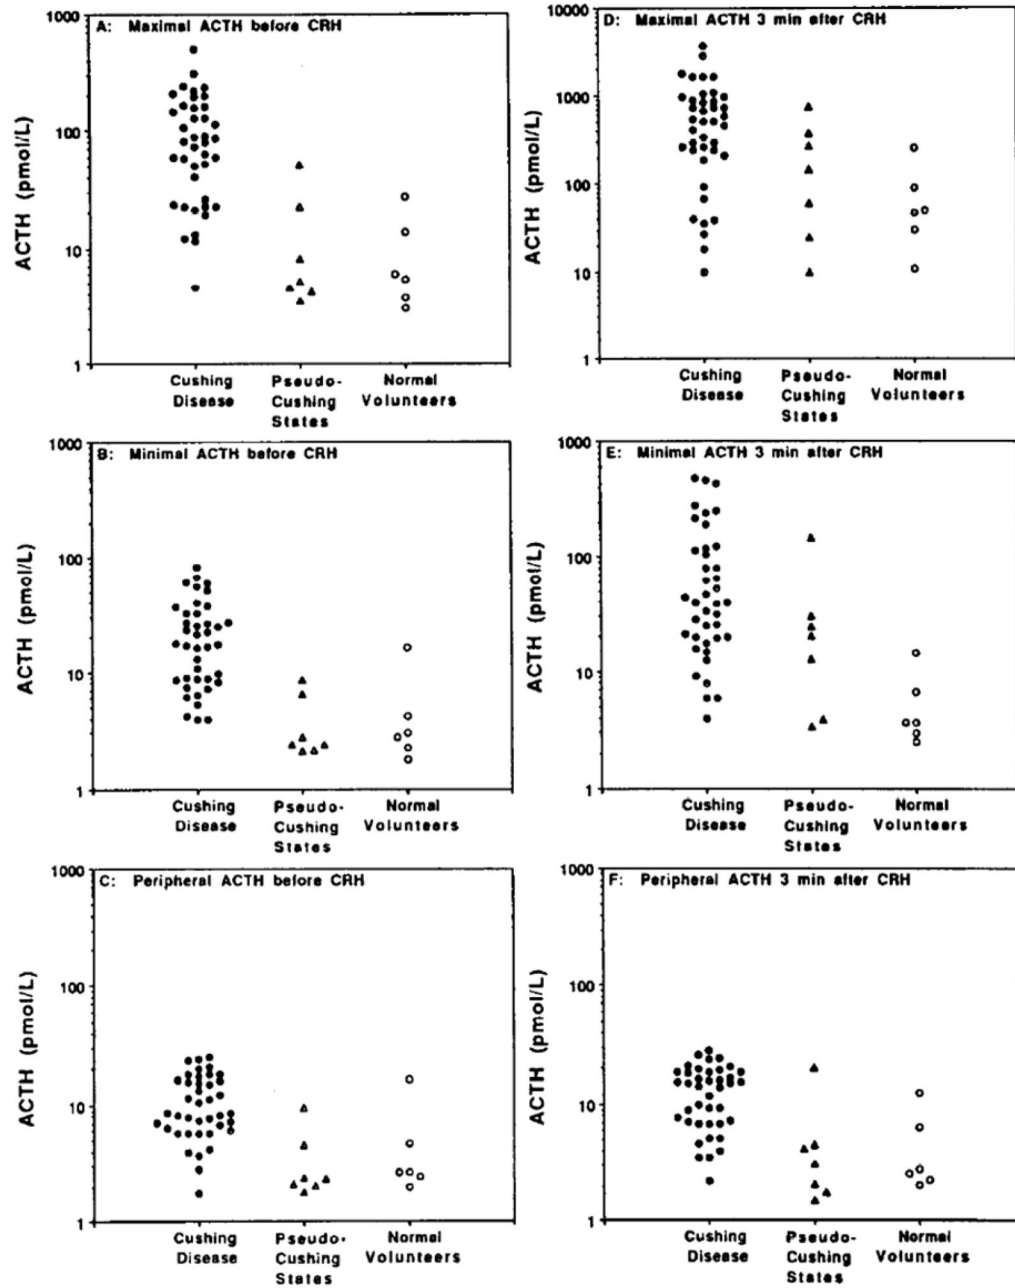 A: Maximal ACTH before CRH
1000
100
10
1
ACTH (pmol/L)
Cushing Disease
Pseudo-Cushing States
Normal Volunteers
B: Minimal ACTH before CRH
1000
100
10
1
ACTH (pmol/L)
Cushing Disease
Pseudo-Cushing States
Normal Volunteers
C: Peripheral ACTH before CRH
1000
100
10
1
ACTH (pmol/L)
Cushing Disease
Pseudo-Cushing States
Normal Volunteers
D: Maximal ACTH 3 min after CRH
10000
1000
100
10
1
ACTH (pmol/L)
Cushing Disease
Pseudo-Cushing States
Normal Volunteers
E: Minimal ACTH 3 min after CRH
1000
100
10
1
ACTH (pmol/L)
Cushing Disease
Pseudo-Cushing States
Normal Volunteers
F: Peripheral ACTH 3 min after CRH
1000
100
10
1
ACTH (pmol/L)
Cushing Disease
Pseudo-Cushing States
Normal Volunteers